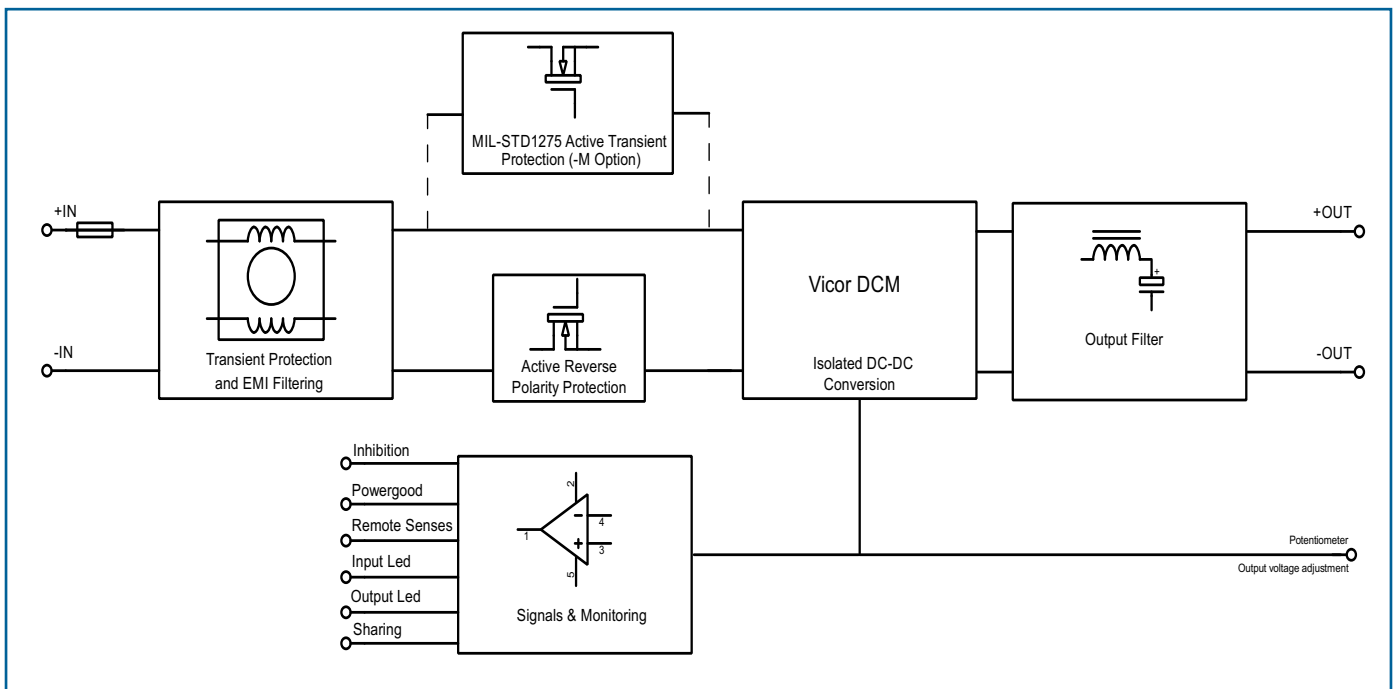 MIL-STD1275 Active Transient
Protection (-M Option)
+IN
-IN
Transient Protection
and EMI Filtering
Active Reverse
Polarity Protection
Vicor DCM
Isolated DC-DC
Conversion
+
Output Filter
+OUT
-OUT
Inhibition
Powergood
Remote Senses
Input Led
Output Led
Sharing
2
-
4
1
+
3
5
Signals & Monitoring
Potentiometer
Output voltage adjustment